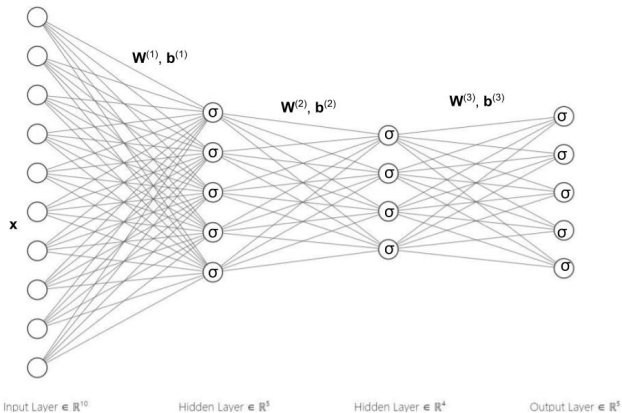 W⁽¹⁾, b⁽¹⁾
W⁽²⁾, b⁽²⁾
W⁽³⁾, b⁽³⁾
x
σ
σ
σ
σ
σ
σ
σ
σ
σ
σ
σ
σ
σ
σ
Input Layer ∈ ℝ¹⁰
Hidden Layer ∈ ℝ⁵
Hidden Layer ∈ ℝ⁴
Output Layer ∈ ℝ⁵